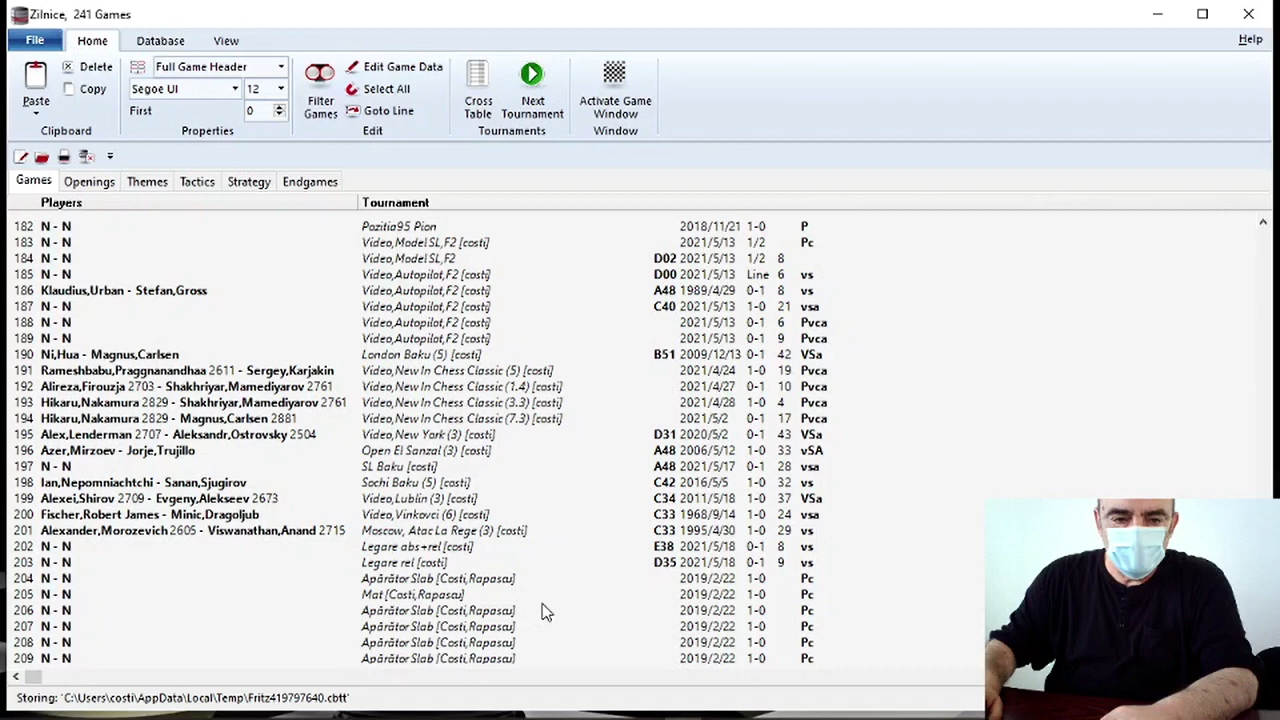 Zilnice, 241 Games
File Home Database View Help
Paste Delete Copy Clipboard
Full Game Header Segoe UI 12 First 0 Properties
Filter Games Edit Game Data Select All Goto Line Edit
Cross Table Next Tournament Tournaments
Activate Game Window Window
Games Openings Themes Tactics Strategy Endgames
Players Tournament
182 N - N Pozitia95 Pion 2018/11/21 1-0 P
183 N - N Video,Model SL,F2 [costi] 2021/5/13 1/2 Pc
184 N - N Video,Model SL,F2 D02 2021/5/13 1/2 8
185 N - N Video,Autopilot,F2 [costi] D00 2021/5/13 Line 6 vs
186 Klaudius,Urban - Stefan,Gross Video,Autopilot,F2 [costi] A48 1989/4/29 0-1 8 vs
187 N - N Video,Autopilot,F2 [costi] C40 2021/5/13 1-0 21 vsa
188 N - N Video,Autopilot,F2 [costi] 2021/5/13 0-1 6 Pvca
189 N - N Video,Autopilot,F2 [costi] 2021/5/13 0-1 9 Pvca
190 Ni,Hua - Magnus,Carlsen London Baku (5) [costi] B51 2009/12/13 0-1 42 VSa
191 Rameshbabu,Praggnanandhaa 2611 - Sergey,Karjakin Video,New In Chess Classic (5) [costi] 2021/4/24 1-0 19 Pvca
192 Alireza,Firouzja 2703 - Shakhriyar,Mamediyarov 2761 Video,New In Chess Classic (1.4) [costi] 2021/4/27 0-1 10 Pvca
193 Hikaru,Nakamura 2829 - Shakhriyar,Mamediyarov 2761 Video,New In Chess Classic (3.3) [costi] 2021/4/28 1-0 4 Pvca
194 Hikaru,Nakamura 2829 - Magnus,Carlsen 2881 Video,New In Chess Classic (7.3) [costi] 2021/5/2 0-1 17 Pvca
195 Alex,Lenderman 2707 - Aleksandr,Ostrovsky 2504 Video,New York (3) [costi] D31 2020/5/2 0-1 43 VSa
196 Azer,Mirzoev - Jorje,Trujillo Open El Sanzal (3) [costi] A48 2006/5/12 1-0 33 vSA
197 N - N SL Baku [costi] A48 2021/5/17 0-1 28 vsa
198 Ian,Nepomniachtchi - Sanan,Sjugirov Sochi Baku (5) [costi] C42 2016/5/5 1-0 32 vs
199 Alexei,Shirov 2709 - Evgeny,Alekseev 2673 Video,Lublin (3) [costi] C34 2011/5/18 1-0 37 VSa
200 Fischer,Robert James - Minic,Dragoljub Video,Vinkovci (6) [costi] C33 1968/9/14 1-0 24 vsa
201 Alexander,Morozevich 2605 - Viswanathan,Anand 2715 Moscow, Atac La Rege (3) [costi] C33 1995/4/30 1-0 29 vs
202 N - N Legare abs+rel [costi] E38 2021/5/18 0-1 8 vs
203 N - N Legare rel [costi] D35 2021/5/18 0-1 9 vs
204 N - N Apărător Slab [Costi,Rapasu] 2019/2/22 1-0 Pc
205 N - N Mat [Costi,Rapasu] 2019/2/22 1-0 Pc
206 N - N Apărător Slab [Costi,Rapasu] 2019/2/22 1-0 Pc
207 N - N Apărător Slab [Costi,Rapasu] 2019/2/22 1-0 Pc
208 N - N Apărător Slab [Costi,Rapasu] 2019/2/22 1-0 Pc
209 N - N Apărător Slab [Costi,Rapasu] 2019/2/22 1-0 Pc
Storing: 'C:\Users\costi\AppData\Local\Temp\Fritz419797640.cbtt'